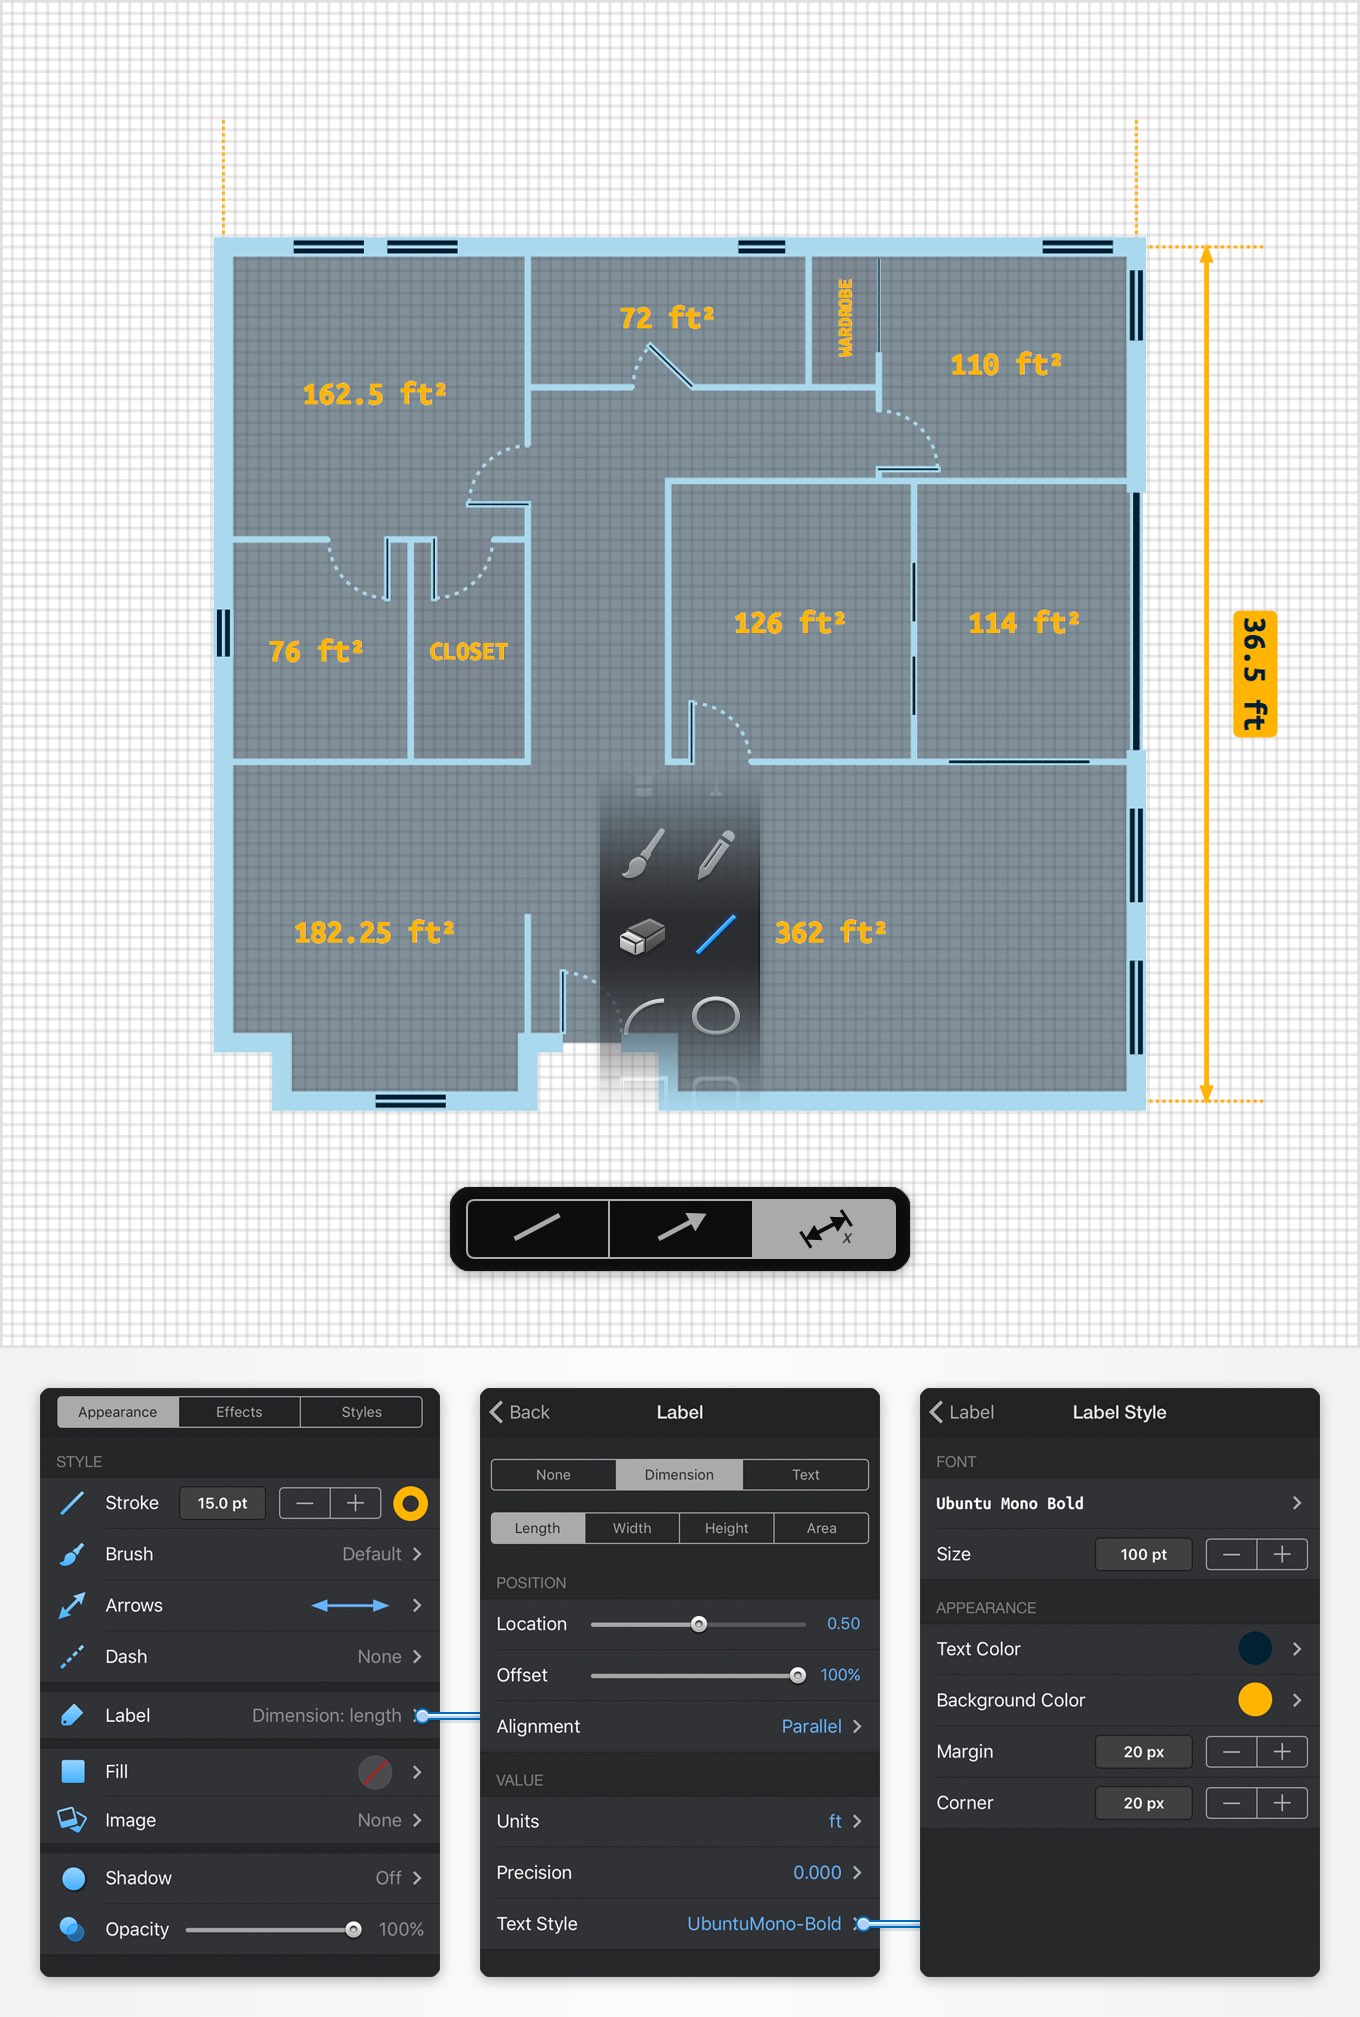 72 ft²
WARDROBE
110 ft²
162.5 ft²
126 ft²
114 ft²
76 ft²
CLOSET
36.5 ft
182.25 ft²
362 ft²
x
Appearance
Effects
Styles
STYLE
Stroke 15.0 pt
Brush Default
Arrows
Dash None
Label Dimension: length
Fill
Image None
Shadow Off
Opacity 100%
Back Label
None Dimension Text
Length Width Height Area
POSITION
Location 0.50
Offset 100%
Alignment Parallel
VALUE
Units ft
Precision 0.000
Text Style UbuntuMono-Bold
Label Label Style
FONT
Ubuntu Mono Bold
Size 100 pt
APPEARANCE
Text Color
Background Color
Margin 20 px
Corner 20 px